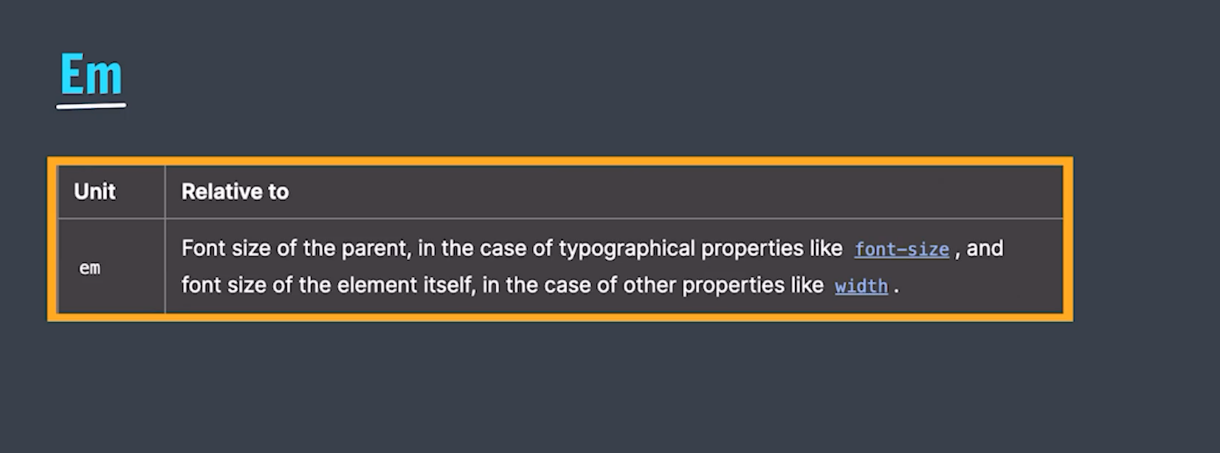 Em
Unit Relative to
Font size of the parent, in the case of typographical properties like font-size, and
em
font size of the element itself, in the case of other properties like width.